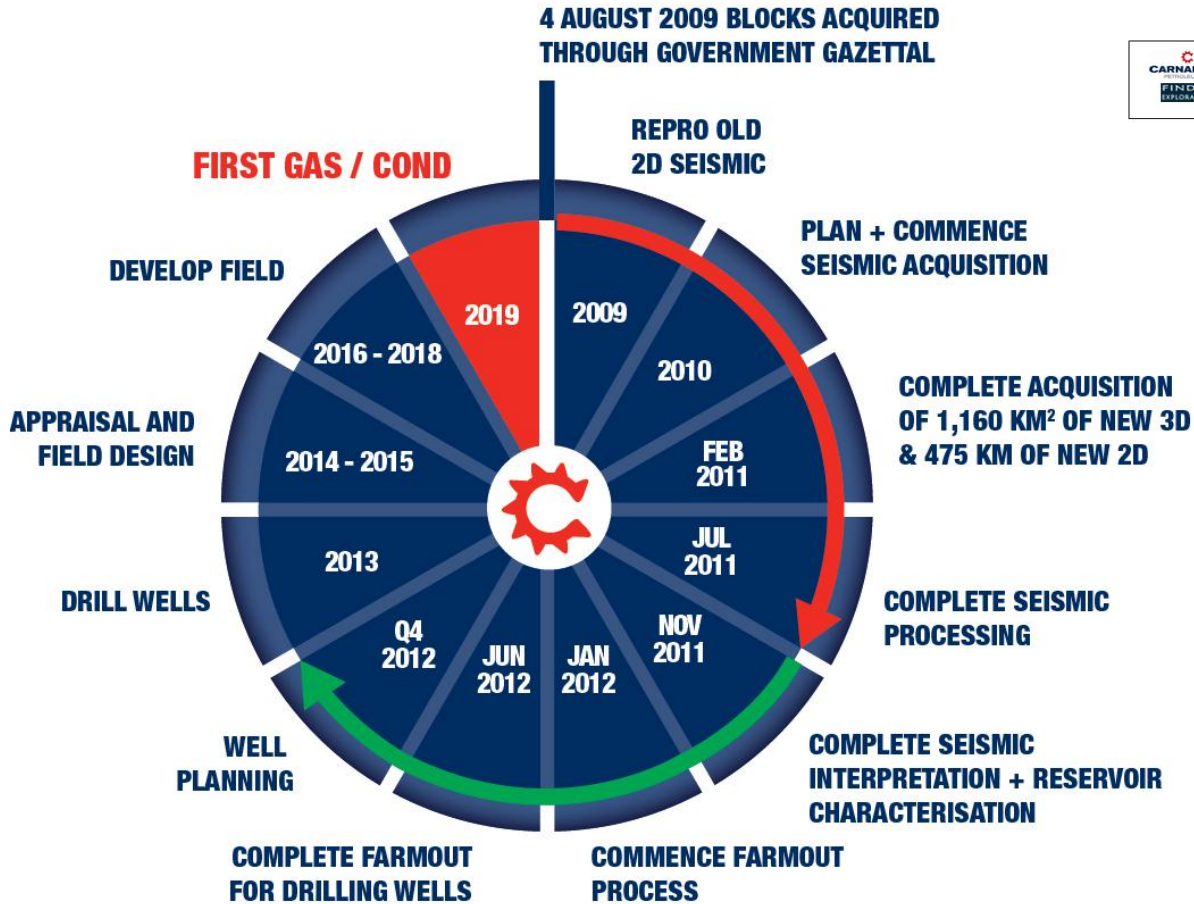 4 AUGUST 2009 BLOCKS ACQUIRED
THROUGH GOVERNMENT GAZETTAL
REPRO OLD
2D SEISMIC
PLAN + COMMENCE
SEISMIC ACQUISITION
COMPLETE ACQUISITION
OF 1,160 KM² OF NEW 3D
& 475 KM OF NEW 2D
COMPLETE SEISMIC
PROCESSING
COMPLETE SEISMIC
INTERPRETATION + RESERVOIR
CHARACTERISATION
COMMENCE FARMOUT
PROCESS
COMPLETE FARMOUT
FOR DRILLING WELLS
WELL
PLANNING
DRILL WELLS
APPRAISAL AND
FIELD DESIGN
DEVELOP FIELD
FIRST GAS / COND
2009
2010
FEB
2011
JUL
2011
NOV
2011
JAN
2012
JUN
2012
Q4
2012
2013
2014 - 2015
2016 - 2018
2019